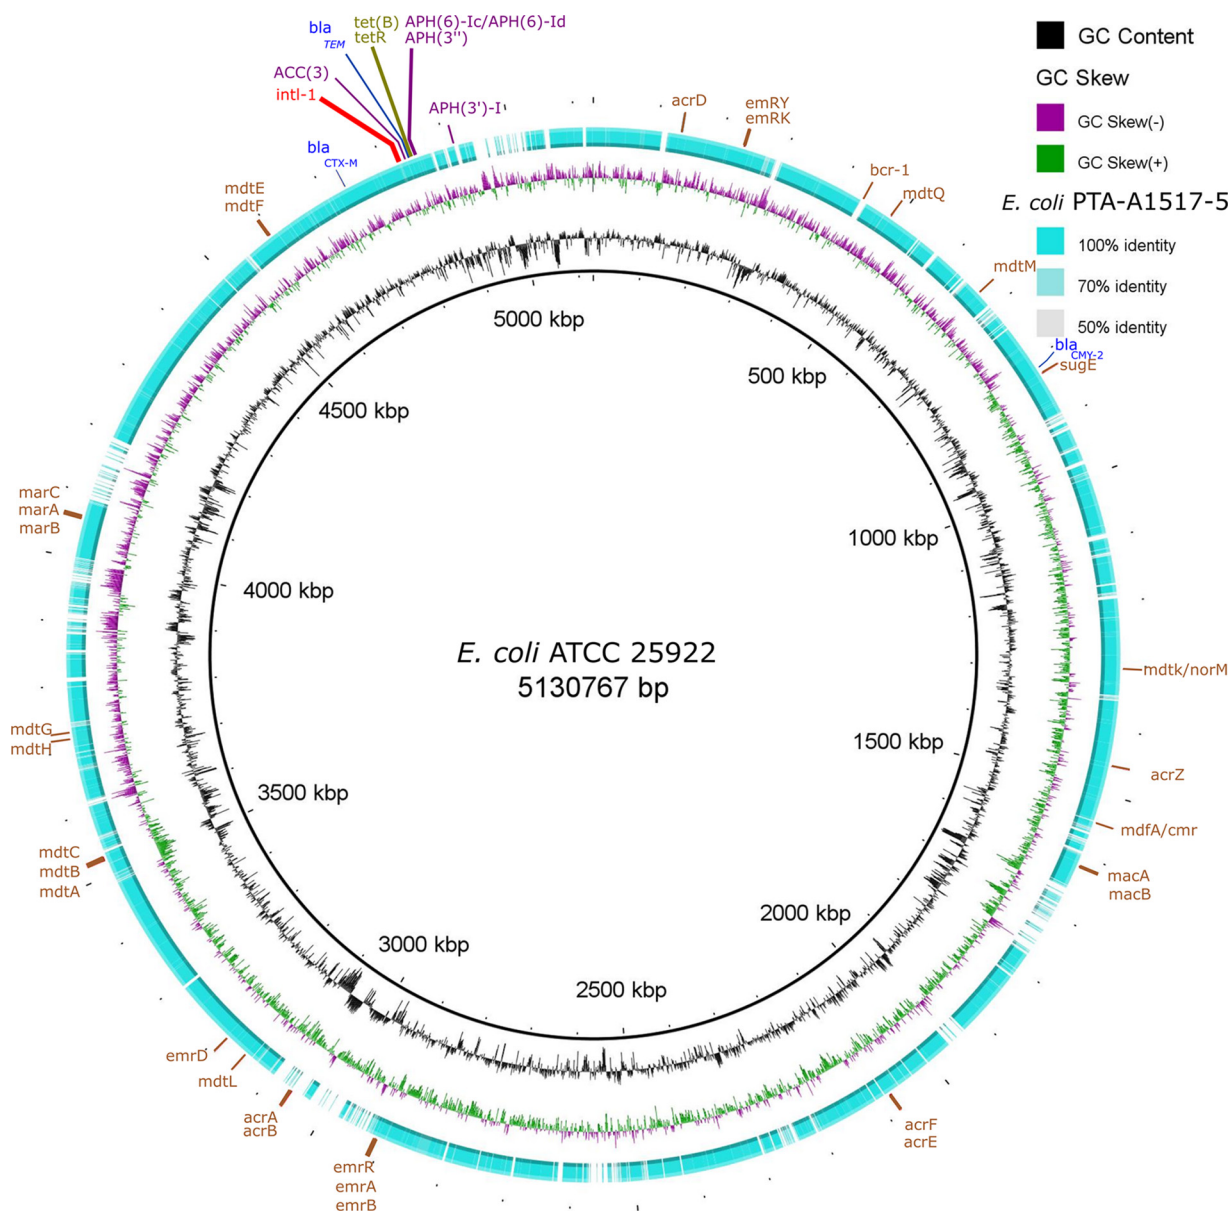 tet(B) APH(6)-Ic/APH(6)-Id
bla TEM
tetR APH(3")
ACC(3)
intI-1
APH(3')-I
bla CTX-M
acrD
emRY
emRK
bcr-1
mdtQ
mdtM
bla CMY-2
sugE
mdtk/norM
acrZ
mdfA/cmr
macA
macB
acrF
acrE
emrR
emrA
emrB
acrA
acrB
mdtL
emrD
mdtC
mdtB
mdtA
mdtG
mdtH
marC
marA
marB
mdtE
mdtF
GC Content
GC Skew
GC Skew(-)
GC Skew(+)
E. coli PTA-A1517-5
100% identity
70% identity
50% identity
500 kbp
1000 kbp
1500 kbp
2000 kbp
2500 kbp
3000 kbp
3500 kbp
4000 kbp
4500 kbp
5000 kbp
E. coli ATCC 25922
5130767 bp